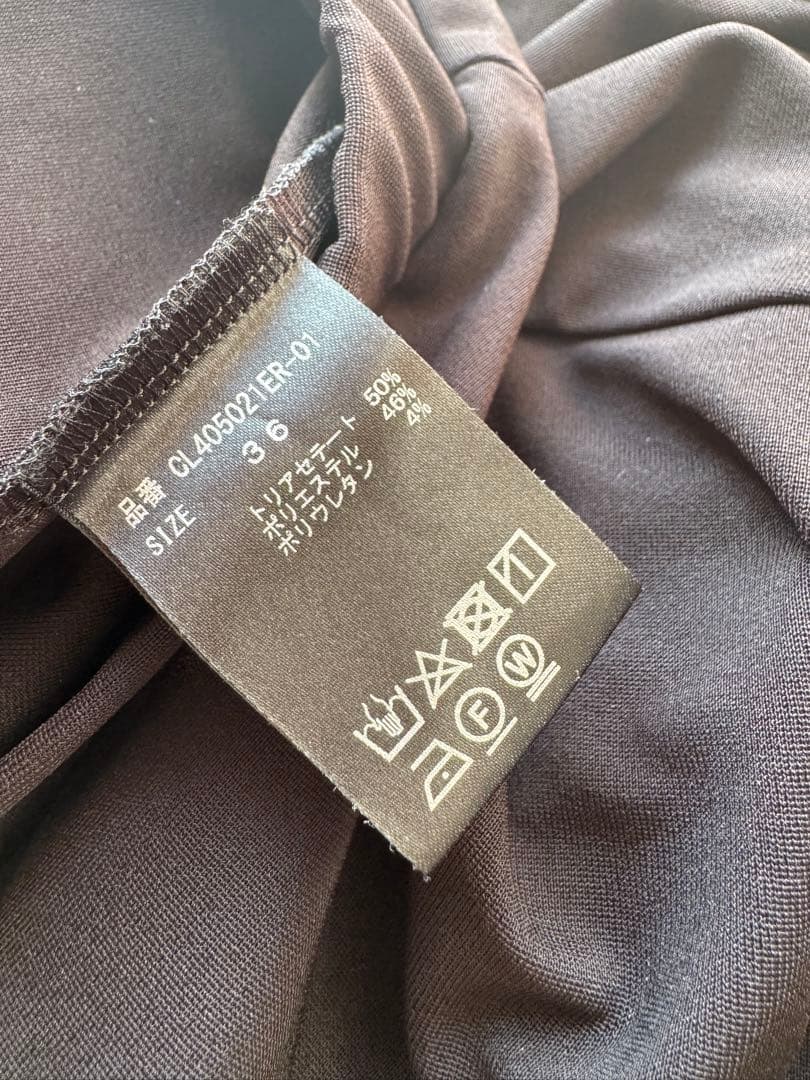 品番 CL405021ER-01
SIZE 36
トリアセテート 50%
ポリエステル 46%
ポリウレタン 4%
F W